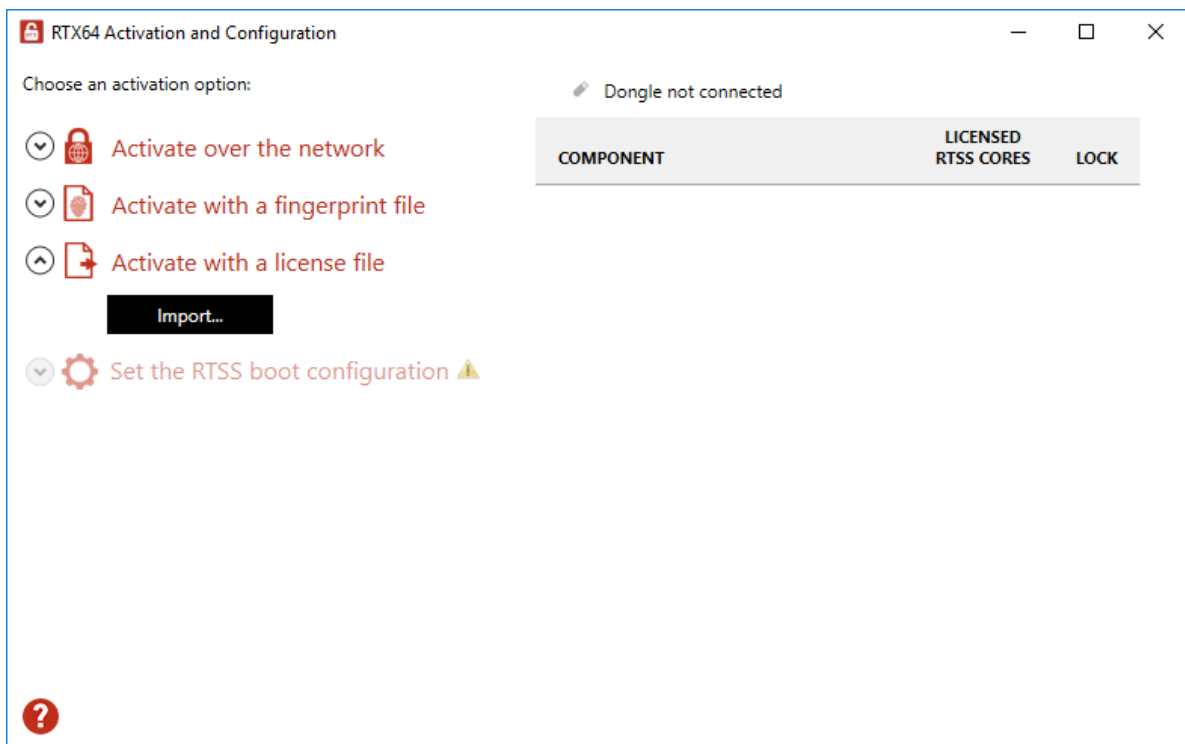 RTX64 Activation and Configuration
Choose an activation option:
Activate over the network
Activate with a fingerprint file
Activate with a license file
Import...
Set the RTSS boot configuration
Dongle not connected
COMPONENT
LICENSED
RTSS CORES
LOCK
?